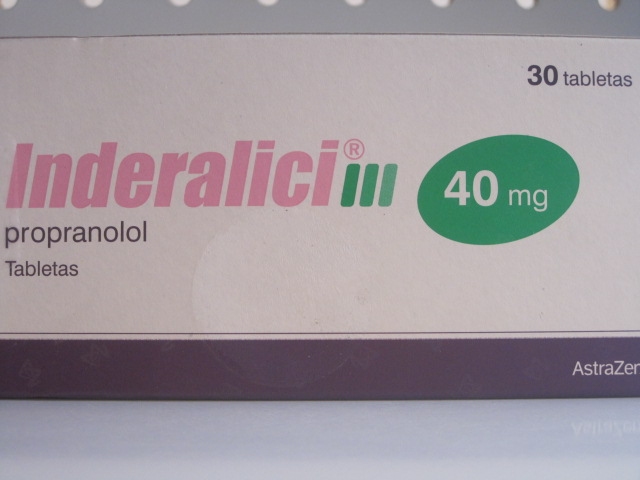 30 tabletas
Inderalici®
40 mg
propranolol
Tabletas
AstraZen